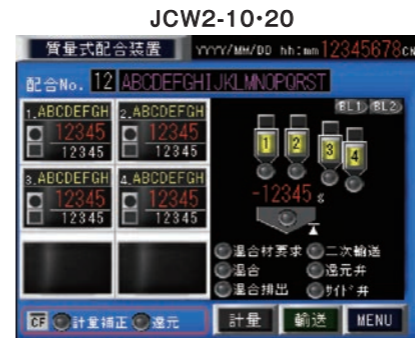 JCW2-10・20
質量式配合装置 YYYY/MM/DD hh:mm 12345678CN
配合No. 12 ABCDEFGHIJKLMNOPQRST
BL1 BL2
1.ABCDEFGH 2.ABCDEFGH
12345 12345
12345 12345
1 2 3 4
3.ABCDEFGH 4.ABCDEFGH
12345 12345
12345 12345
-12345 g
混合材要求 二次輸送
混合 還元弁
混合排出 サイド弁
CF 計量補正 還元 計量 輸送 MENU